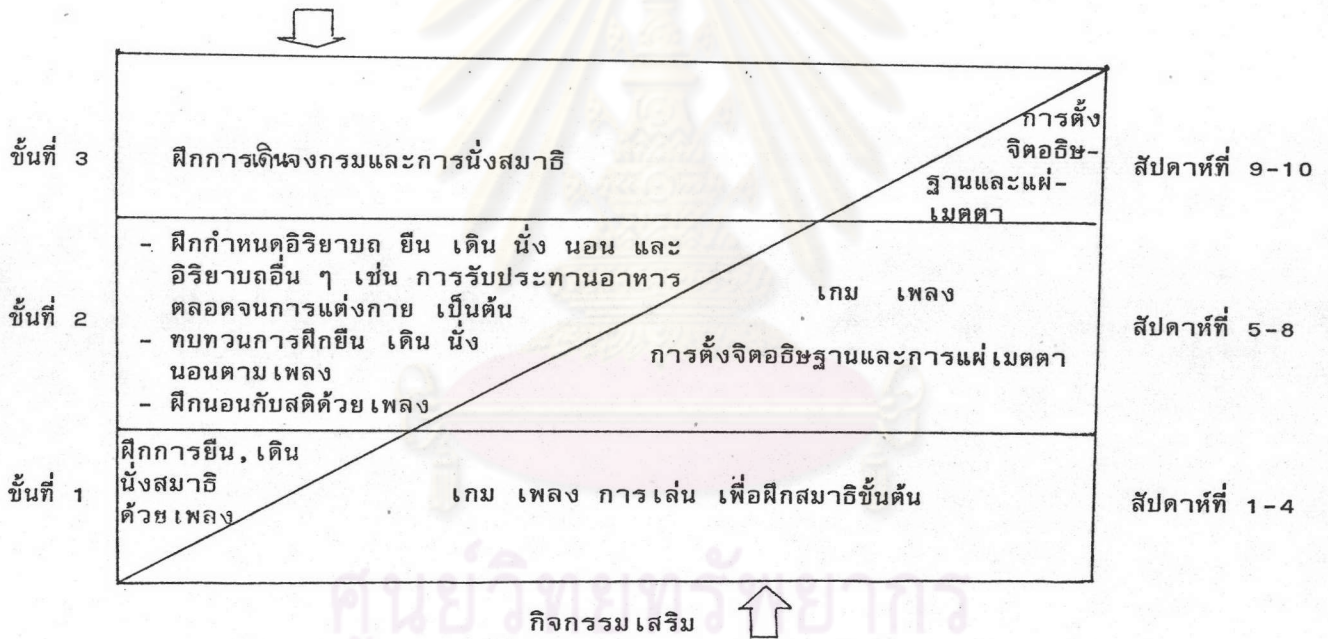 ขั้นที่ 3
ฝึกการเดินจงกรมและการนั่งสมาธิ
การตั้ง
จิตอธิษ-
ฐานและแผ่-
เมตตา
สัปดาห์ที่ 9-10
ขั้นที่ 2
- ฝึกกำหนดอิริยาบถ ยืน เดิน นั่ง นอน และ
อิริยาบถอื่น ๆ เช่น การรับประทานอาหาร
ตลอดจนการแต่งกาย เป็นต้น
- ทบทวนการฝึกยืน เดิน นั่ง
นอนตามเพลง
- ฝึกนอนกับสติด้วยเพลง
เกม เพลง
การตั้งจิตอธิษฐานและการแผ่เมตตา
สัปดาห์ที่ 5-8
ขั้นที่ 1
ฝึกการยืน, เดิน
นั่งสมาธิ
ด้วยเพลง
เกม เพลง การเล่น เพื่อฝึกสมาธิขั้นต้น
สัปดาห์ที่ 1-4
ศูนย์วิทยทรัพยากร
กิจกรรมเสริม